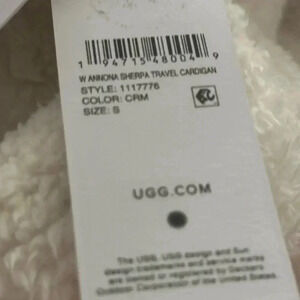 1 94715 48004 9
W ANNONA SHERPA TRAVEL CARDIGAN
STYLE: 1117776
COLOR: CRM
SIZE: S
UGG.COM
The UGG, UGG design and Sun
design trademarks and service marks
are owned or registered by Deckers
Outdoor Corporation of the United States.